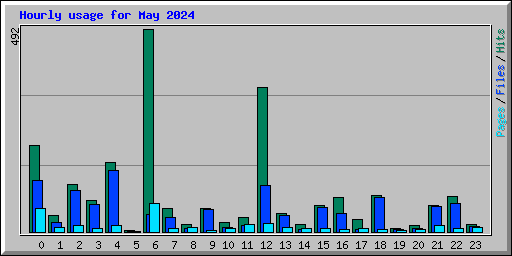 Hourly usage for May 2024
492
Pages/Files/Hits
0 1 2 3 4 5 6 7 8 9 10 11 12 13 14 15 16 17 18 19 20 21 22 23